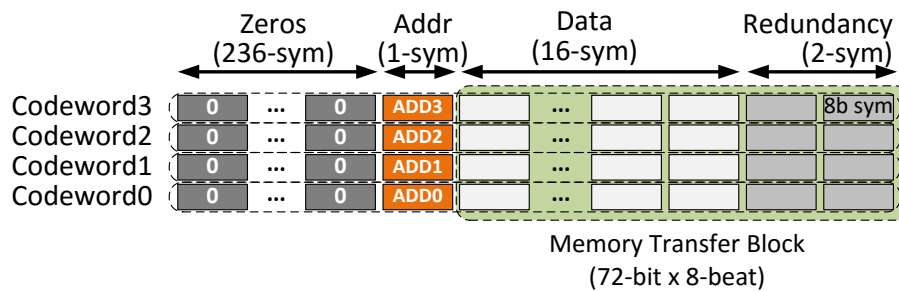 Zeros Addr Data Redundancy
(236-sym) (1-sym) (16-sym) (2-sym)
Codeword3 0 ... 0 ADD3 ... 8b sym
Codeword2 0 ... 0 ADD2
Codeword1 0 ... 0 ADD1
Codeword0 0 ... 0 ADD0 ...
Memory Transfer Block
(72-bit x 8-beat)